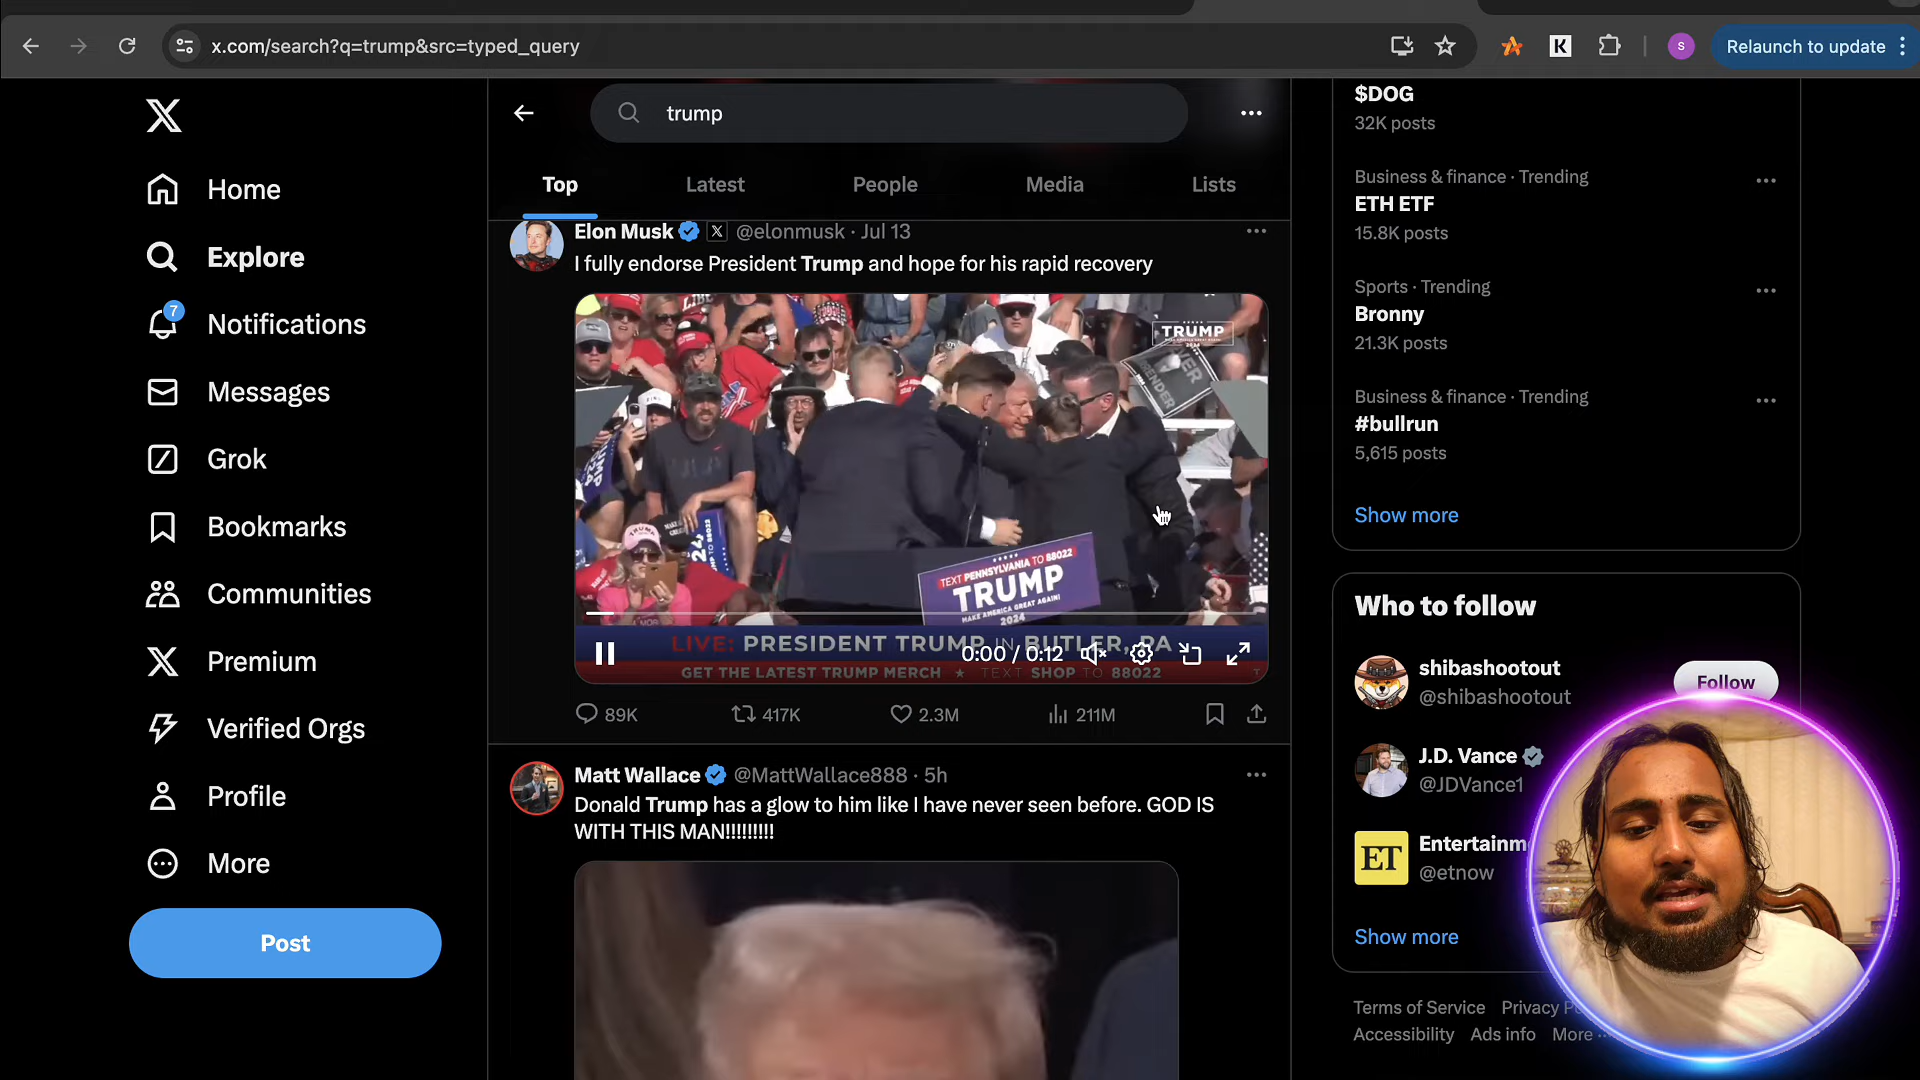 x.com/search?q=trump&src=typed_query
K
S
Relaunch to update
X
Home
Explore
7
Notifications
Messages
Grok
Bookmarks
Communities
Premium
Verified Orgs
Profile
More
Post
trump
Top
Latest
People
Media
Lists
Elon Musk @elonmusk · Jul 13
I fully endorse President Trump and hope for his rapid recovery
TRUMP
TEXT PENNSYLVANIA TO 88022
TRUMP
MAKE AMERICA GREAT AGAIN!
2024
LIVE: PRESIDENT TRUMP IN BUTLER, PA
0:00 / 0:12
GET THE LATEST TRUMP MERCH ★ TEXT SHOP TO 88022
89K
417K
2.3M
211M
Matt Wallace @MattWallace888 · 5h
Donald Trump has a glow to him like I have never seen before. GOD IS
WITH THIS MAN!!!!!!!!!
$DOG
32K posts
Business & finance · Trending
ETH ETF
15.8K posts
Sports · Trending
Bronny
21.3K posts
Business & finance · Trending
#bullrun
5,615 posts
Show more
Who to follow
shibashootout
@shibashootout
Follow
J.D. Vance
@JDVance1
ET
Entertainm
@etnow
Show more
Terms of Service
Privacy P
Accessibility
Ads info
More